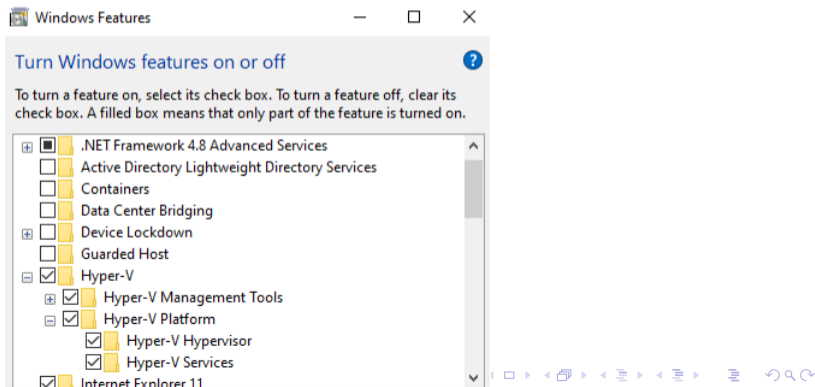 Windows Features
Turn Windows features on or off
To turn a feature on, select its check box. To turn a feature off, clear its
check box. A filled box means that only part of the feature is turned on.
.NET Framework 4.8 Advanced Services
Active Directory Lightweight Directory Services
Containers
Data Center Bridging
Device Lockdown
Guarded Host
Hyper-V
Hyper-V Management Tools
Hyper-V Platform
Hyper-V Hypervisor
Hyper-V Services
Internet Explorer 11